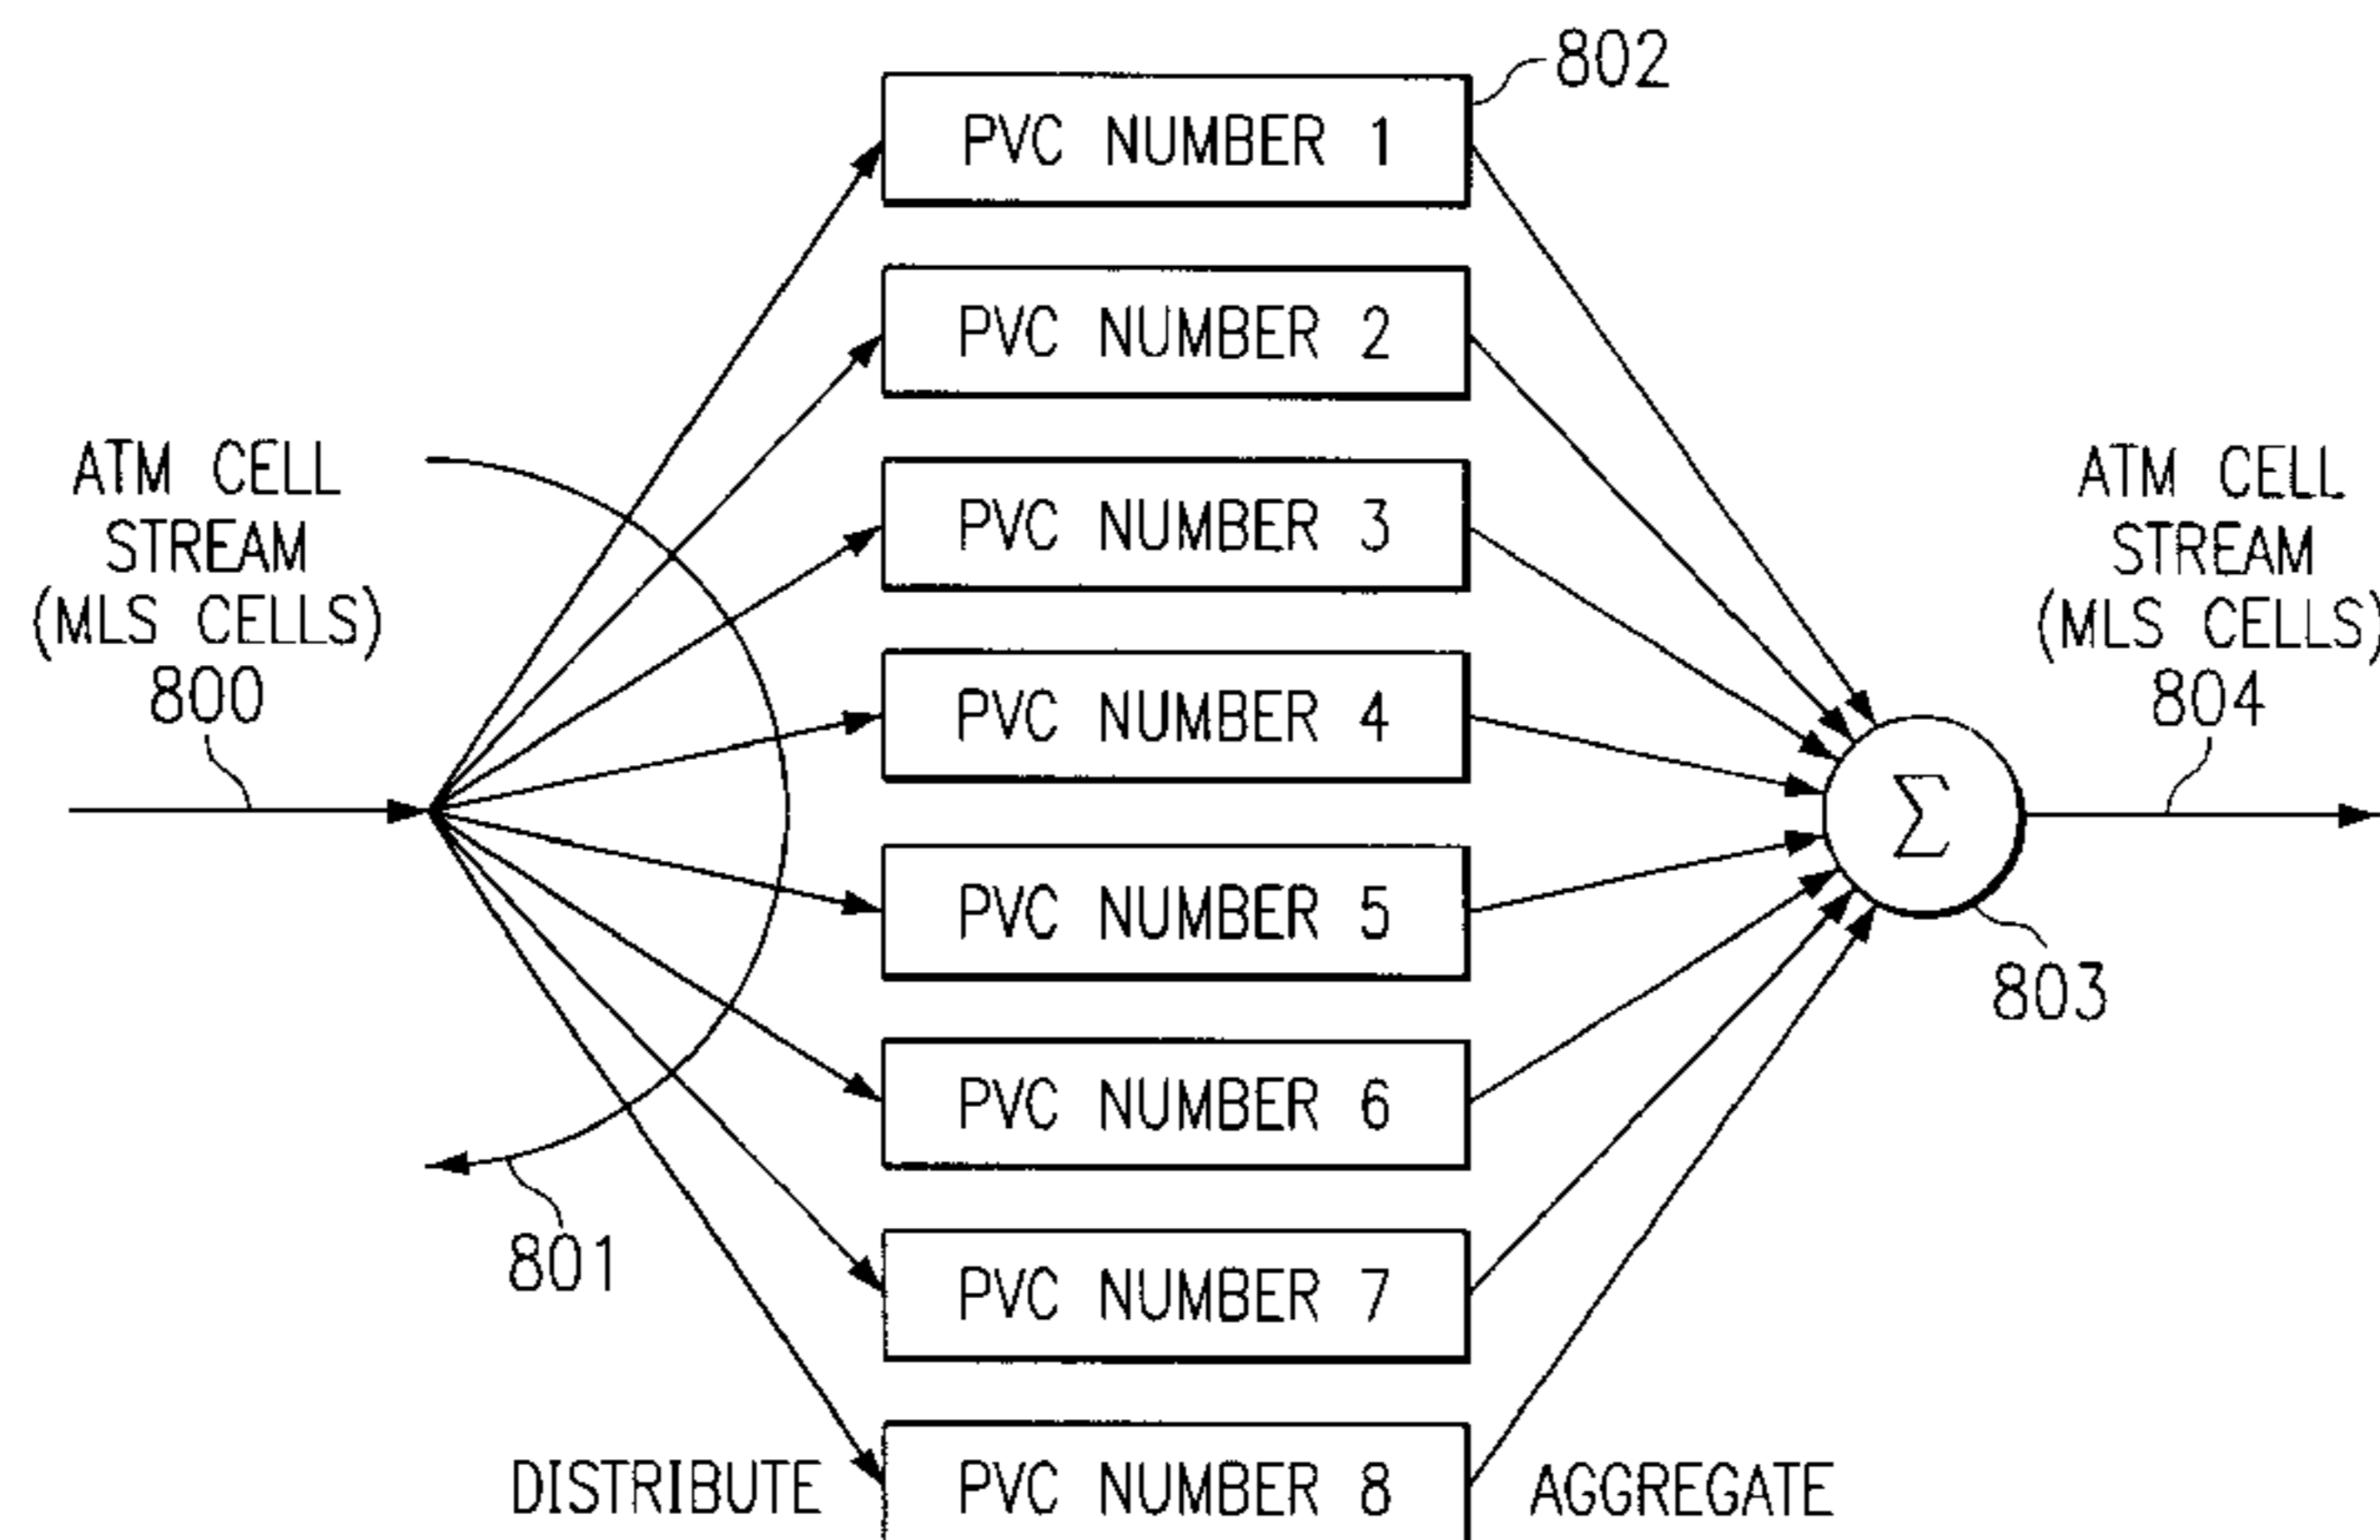 802
PVC NUMBER 1
PVC NUMBER 2
PVC NUMBER 3
PVC NUMBER 4
PVC NUMBER 5
PVC NUMBER 6
PVC NUMBER 7
PVC NUMBER 8
ATM CELL
STREAM
(MLS CELLS)
800
801
DISTRIBUTE
AGGREGATE
Σ
803
ATM CELL
STREAM
(MLS CELLS)
804